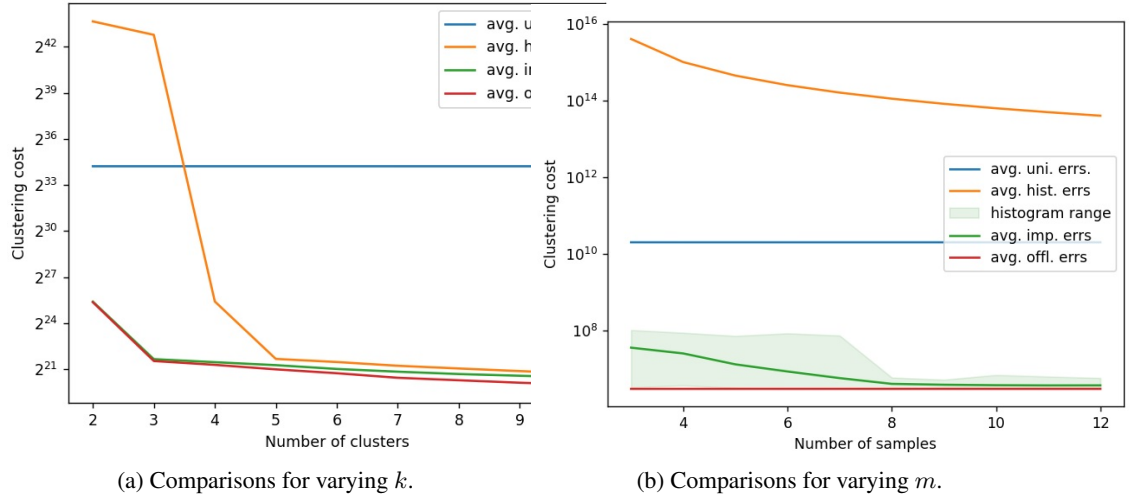 2^42
2^39
2^36
2^33
2^30
2^27
2^24
2^21
Clustering cost
avg. u
avg. h
avg. i
avg. o
2 3 4 5 6 7 8 9
Number of clusters
(a) Comparisons for varying k.
10^16
10^14
10^12
10^10
10^8
Clustering cost
avg. uni. errs.
avg. hist. errs
histogram range
avg. imp. errs
avg. offl. errs
4 6 8 10 12
Number of samples
(b) Comparisons for varying m.